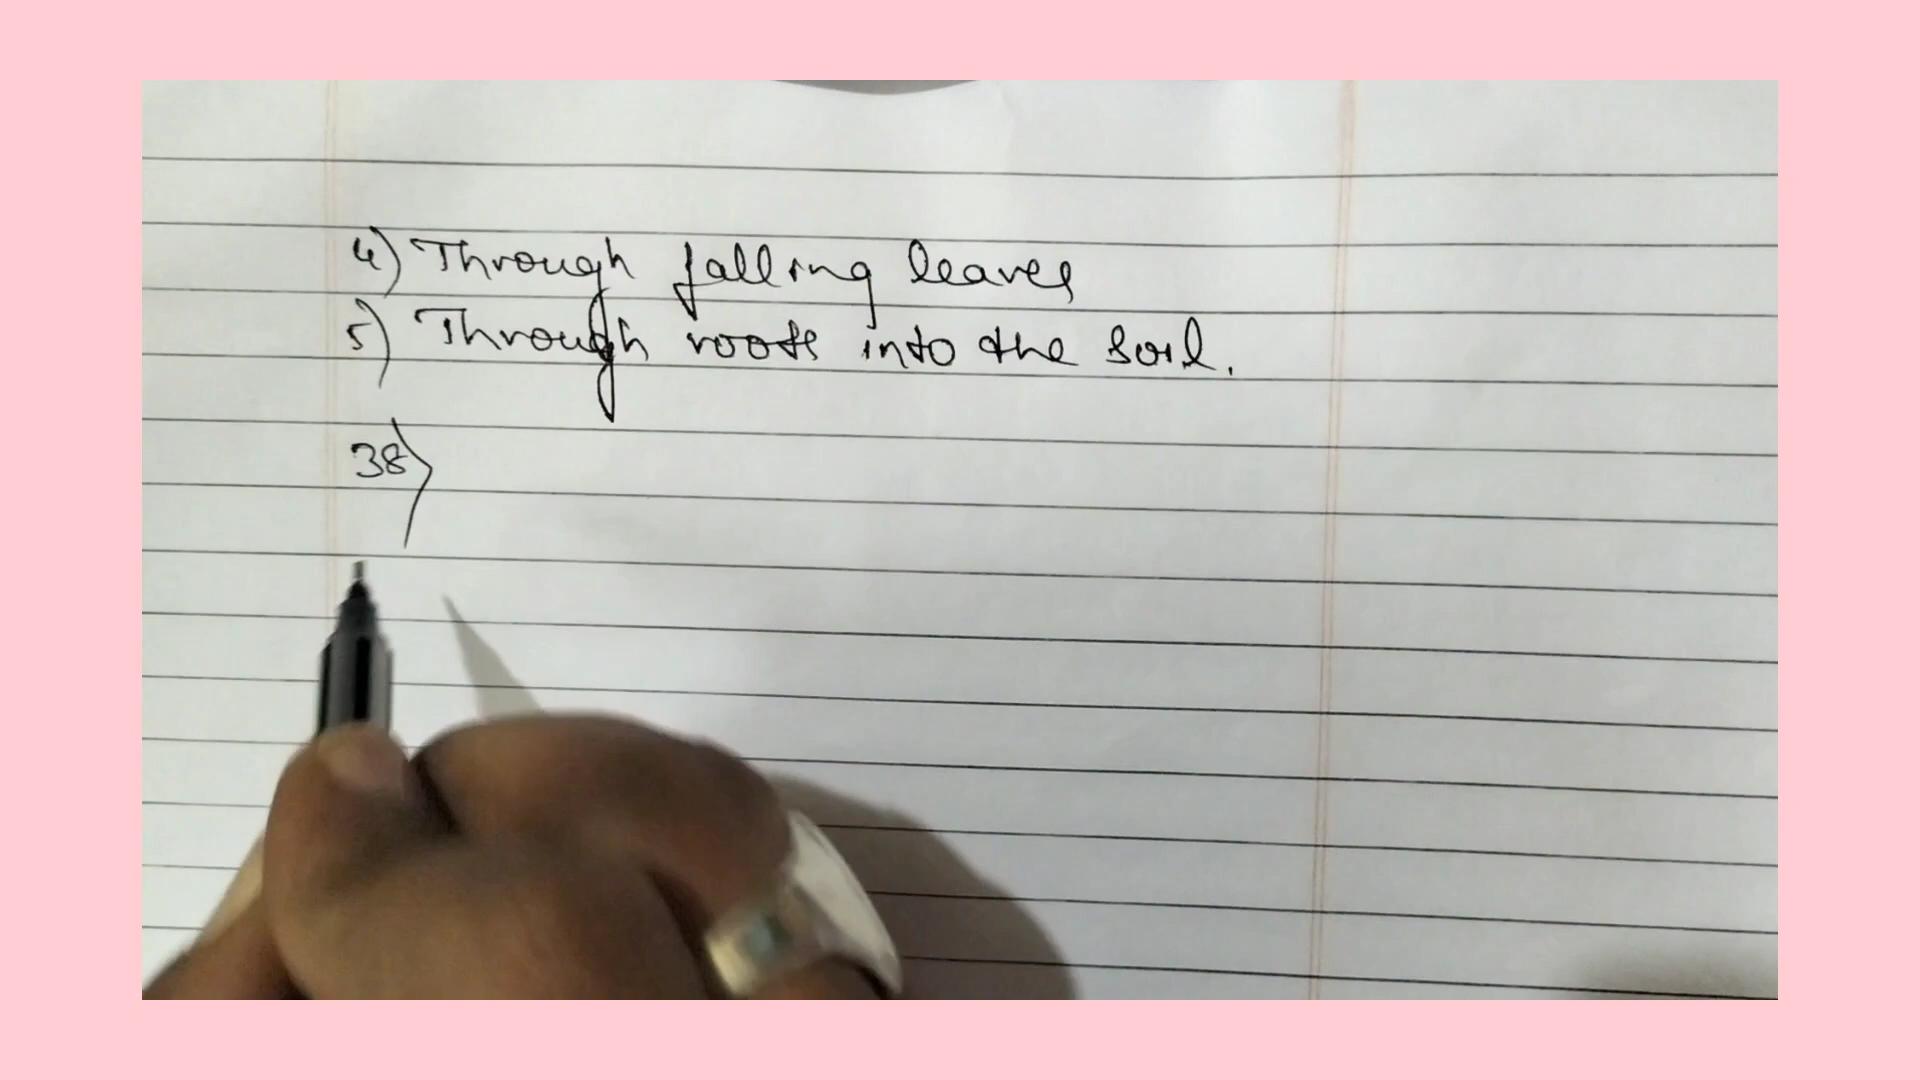 4) Through falling leaves
5) Through roots into the soil.
38)